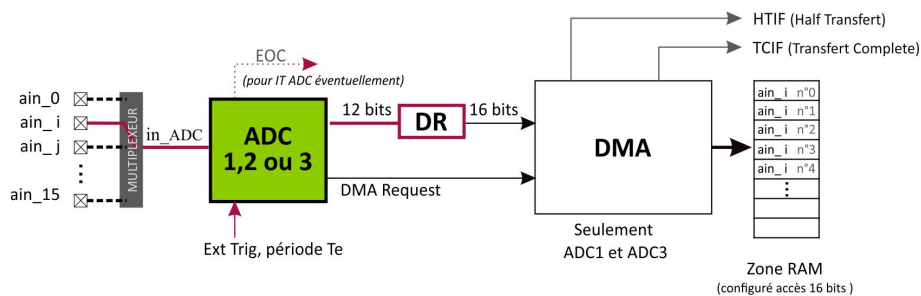 HTIF (Half Transfert)
TCIF (Transfert Complete)
EOC
(pour IT ADC éventuellement)
ain_0
ain_ i
ain_ j
ain_15
MULTIPLEXEUR
in_ADC
ADC
1,2 ou 3
12 bits
DR
16 bits
DMA Request
DMA
Ext Trig, période Te
Seulement
ADC1 et ADC3
ain_ i n°0
ain_ i n°1
ain_ i n°2
ain_ i n°3
ain_ i n°4
Zone RAM
(configuré accès 16 bits )